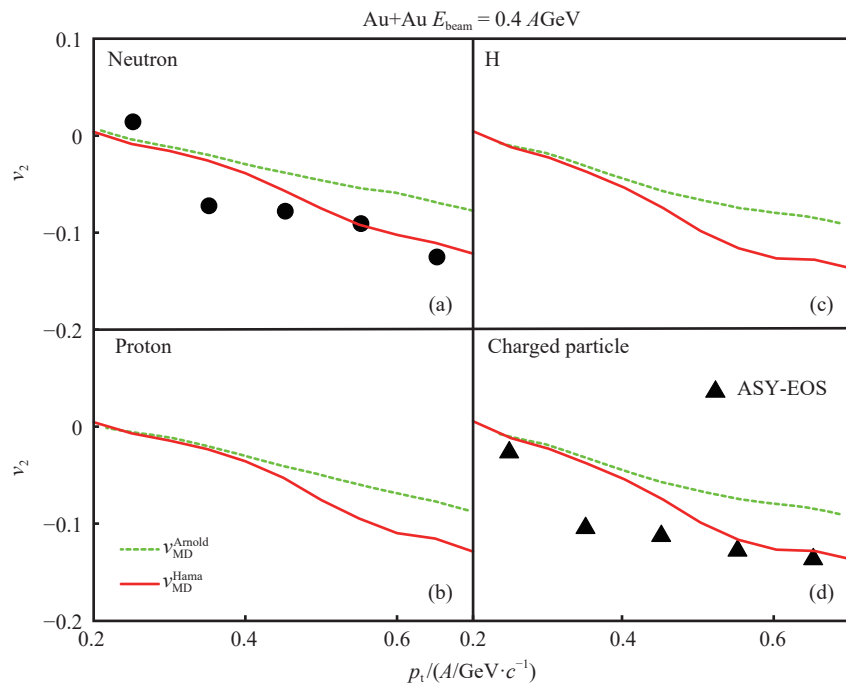 Au+Au E_beam = 0.4 AGeV
0.1
Neutron
H
0
v₂
−0.1
(a)
(c)
−0.2
Proton
Charged particle
ASY-EOS
0
v₂
−0.1
v_MD^Arnold
v_MD^Hama
(b)
(d)
−0.2
0.2
0.4
0.6
0.2
0.4
0.6
p_t/(A/GeV·c⁻¹)